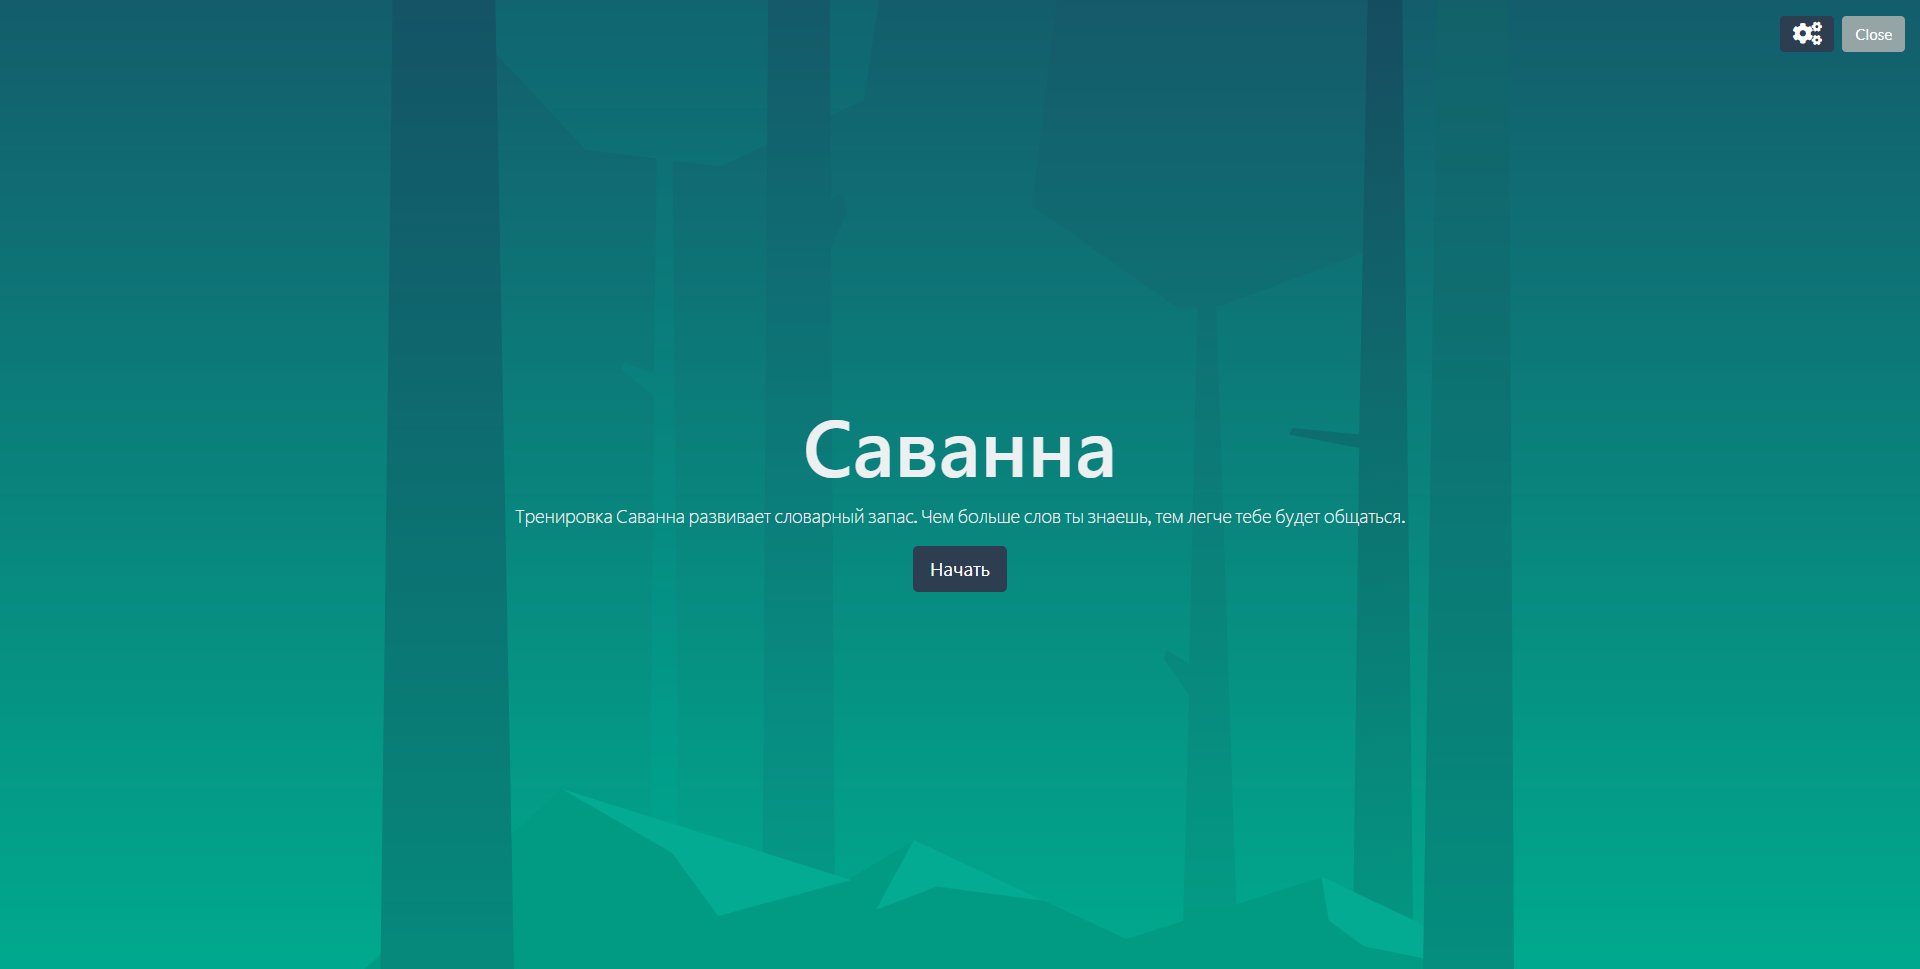 Close
Саванна
Тренировка Саванна развивает словарный запас. Чем больше слов ты знаешь, тем легче тебе будет общаться.
Начать